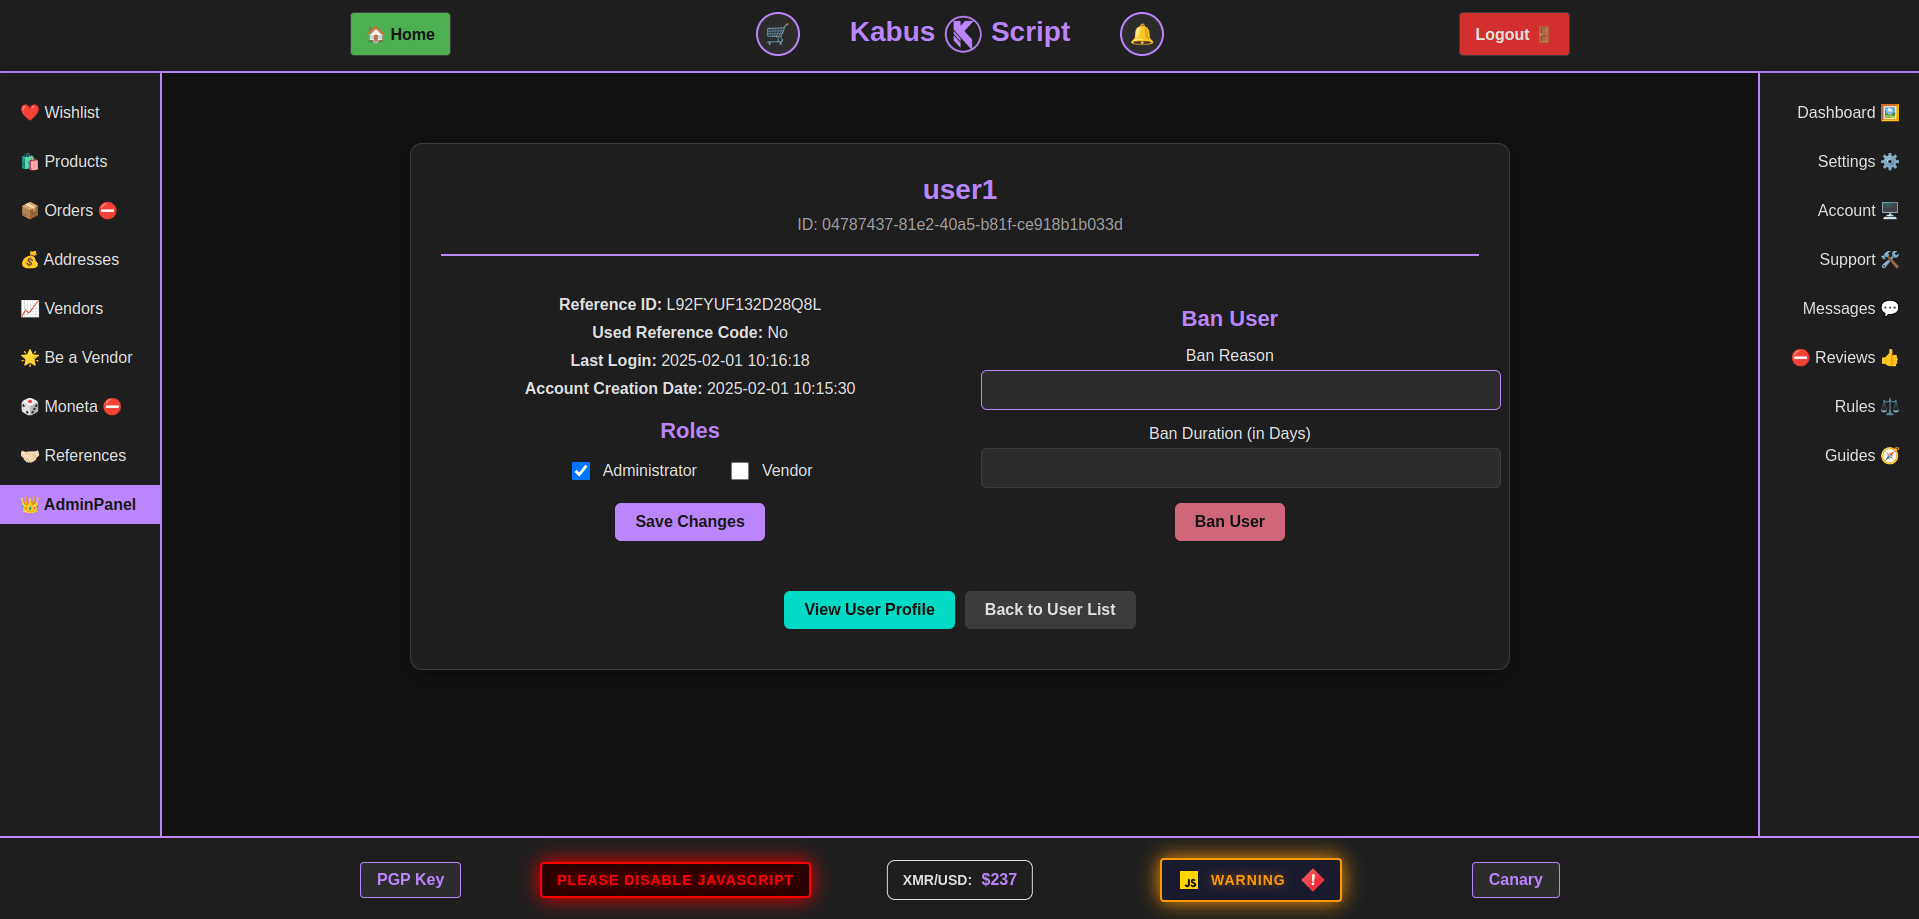 Home
Kabus Script
Logout
Wishlist
Products
Orders
Addresses
Vendors
Be a Vendor
Moneta
References
AdminPanel
user1
ID: 04787437-81e2-40a5-b81f-ce918b1b033d
Reference ID: L92FYUF132D28Q8L
Used Reference Code: No
Last Login: 2025-02-01 10:16:18
Account Creation Date: 2025-02-01 10:15:30
Roles
Administrator
Vendor
Save Changes
Ban User
Ban Reason
Ban Duration (in Days)
Ban User
View User Profile
Back to User List
Dashboard
Settings
Account
Support
Messages
Reviews
Rules
Guides
PGP Key
PLEASE DISABLE JAVASCRIPT
XMR/USD: $237
JS WARNING
Canary